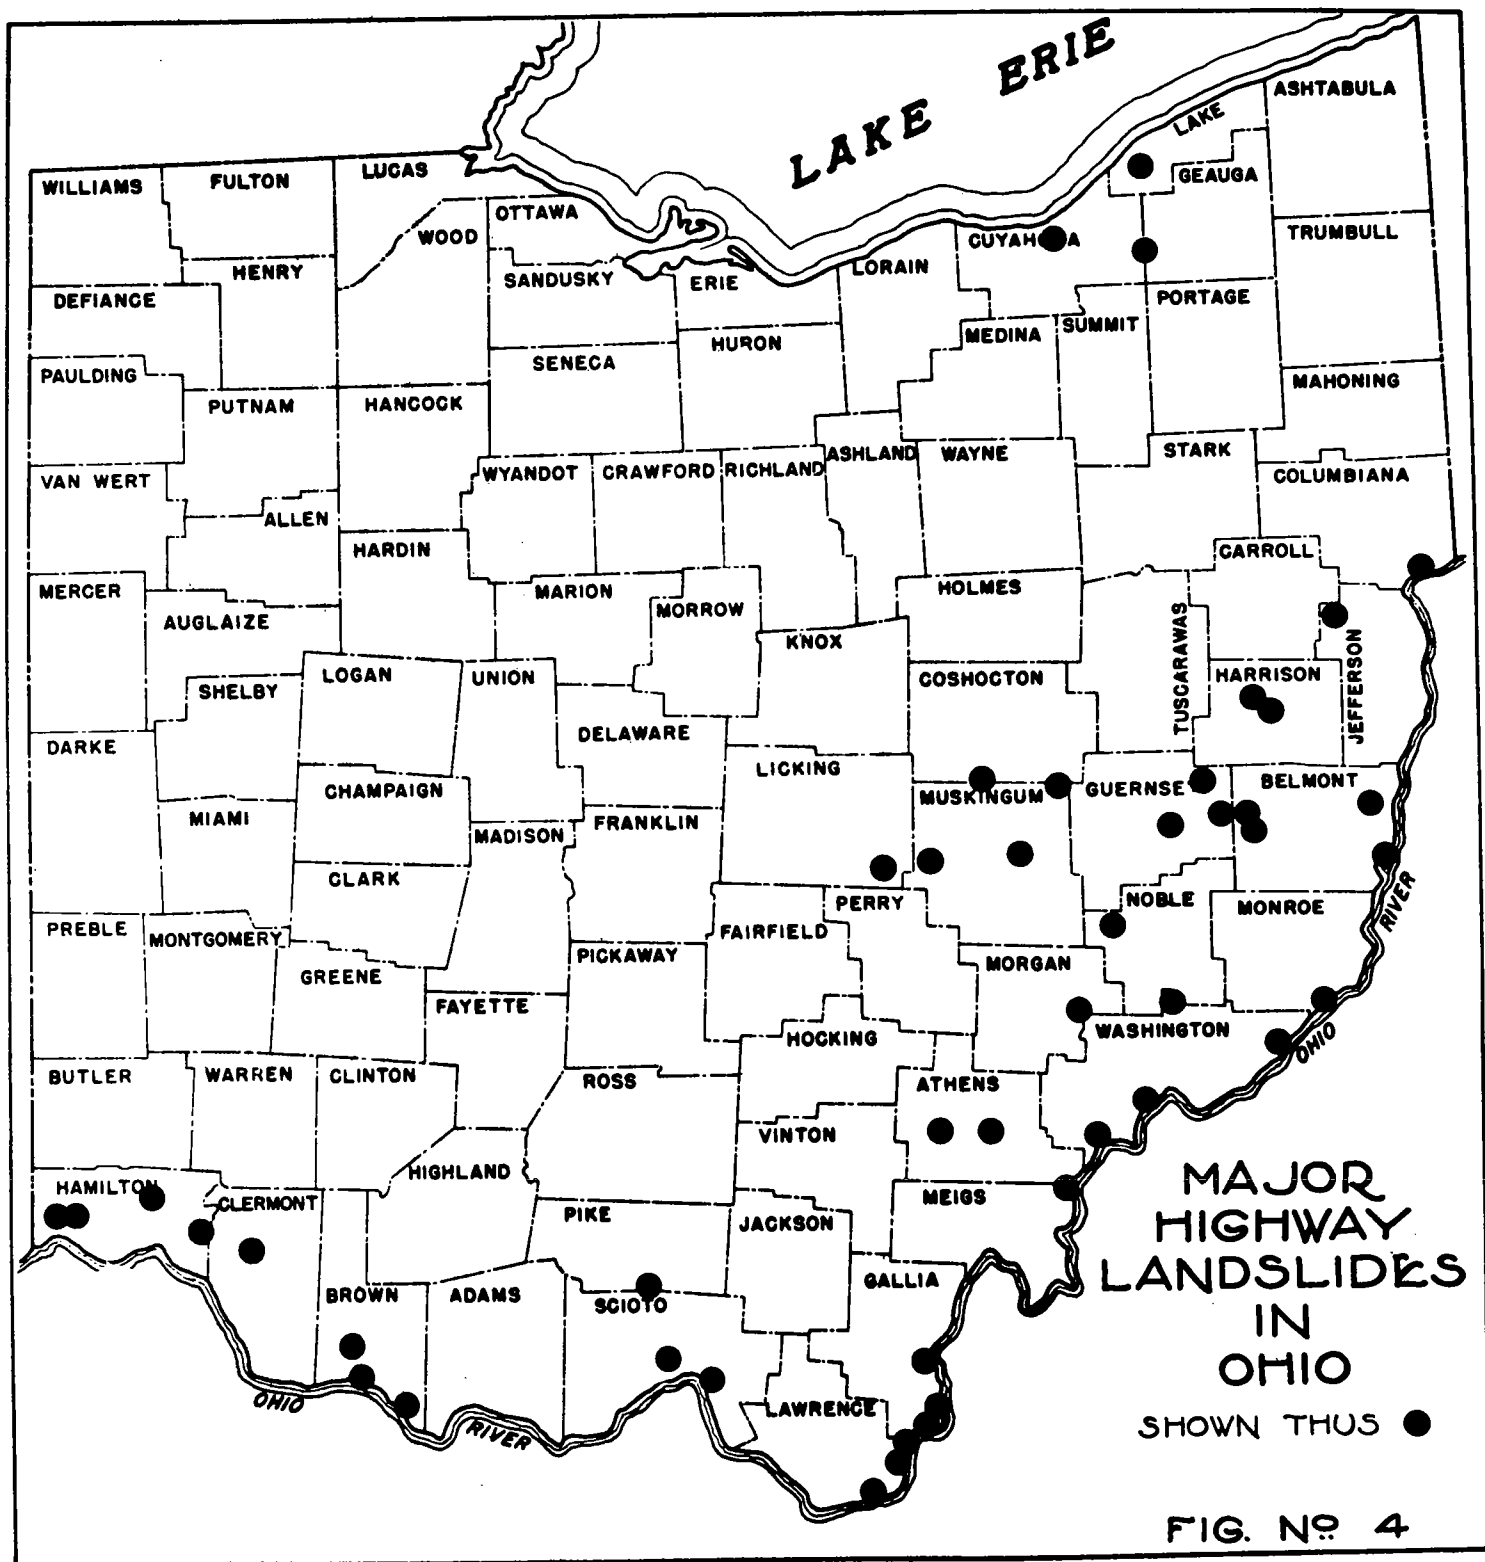 LAKE ERIE
ASHTABULA
LAKE
GEAUGA
WILLIAMS
FULTON
LUCAS
OTTAWA
WOOD
CUYAH A
TRUMBULL
HENRY
SANDUSKY
ERIE
LORAIN
DEFIANCE
PORTAGE
SUMMIT
MEDINA
HURON
SENECA
PAULDING
MAHONING
PUTNAM
HANCOCK
ASHLAND
WAYNE
STARK
WYANDOT
CRAWFORD
RICHLAND
COLUMBIANA
VAN WERT
ALLEN
HARDIN
CARROLL
MERCER
MARION
HOLMES
MORROW
AUGLAIZE
KNOX
TUSCARAWAS
JEFFERSON
LOGAN
UNION
COSHOCTON
HARRISON
SHELBY
DARKE
DELAWARE
LICKING
CHAMPAIGN
MUSKINGUM
GUERNSE
BELMONT
MIAMI
MADISON
FRANKLIN
CLARK
PERRY
NOBLE
MONROE
RIVER
PREBLE
MONTGOMERY
FAIRFIELD
PICKAWAY
MORGAN
GREENE
FAYETTE
HOCKING
WASHINGTON
OHIO
BUTLER
WARREN
CLINTON
ROSS
ATHENS
VINTON
HIGHLAND
HAMILTON
CLERMONT
MEIGS
PIKE
JACKSON
GALLIA
BROWN
ADAMS
SCIOTO
OHIO
RIVER
LAWRENCE
MAJOR
HIGHWAY
LANDSLIDES
IN
OHIO
SHOWN THUS
FIG. Nº 4